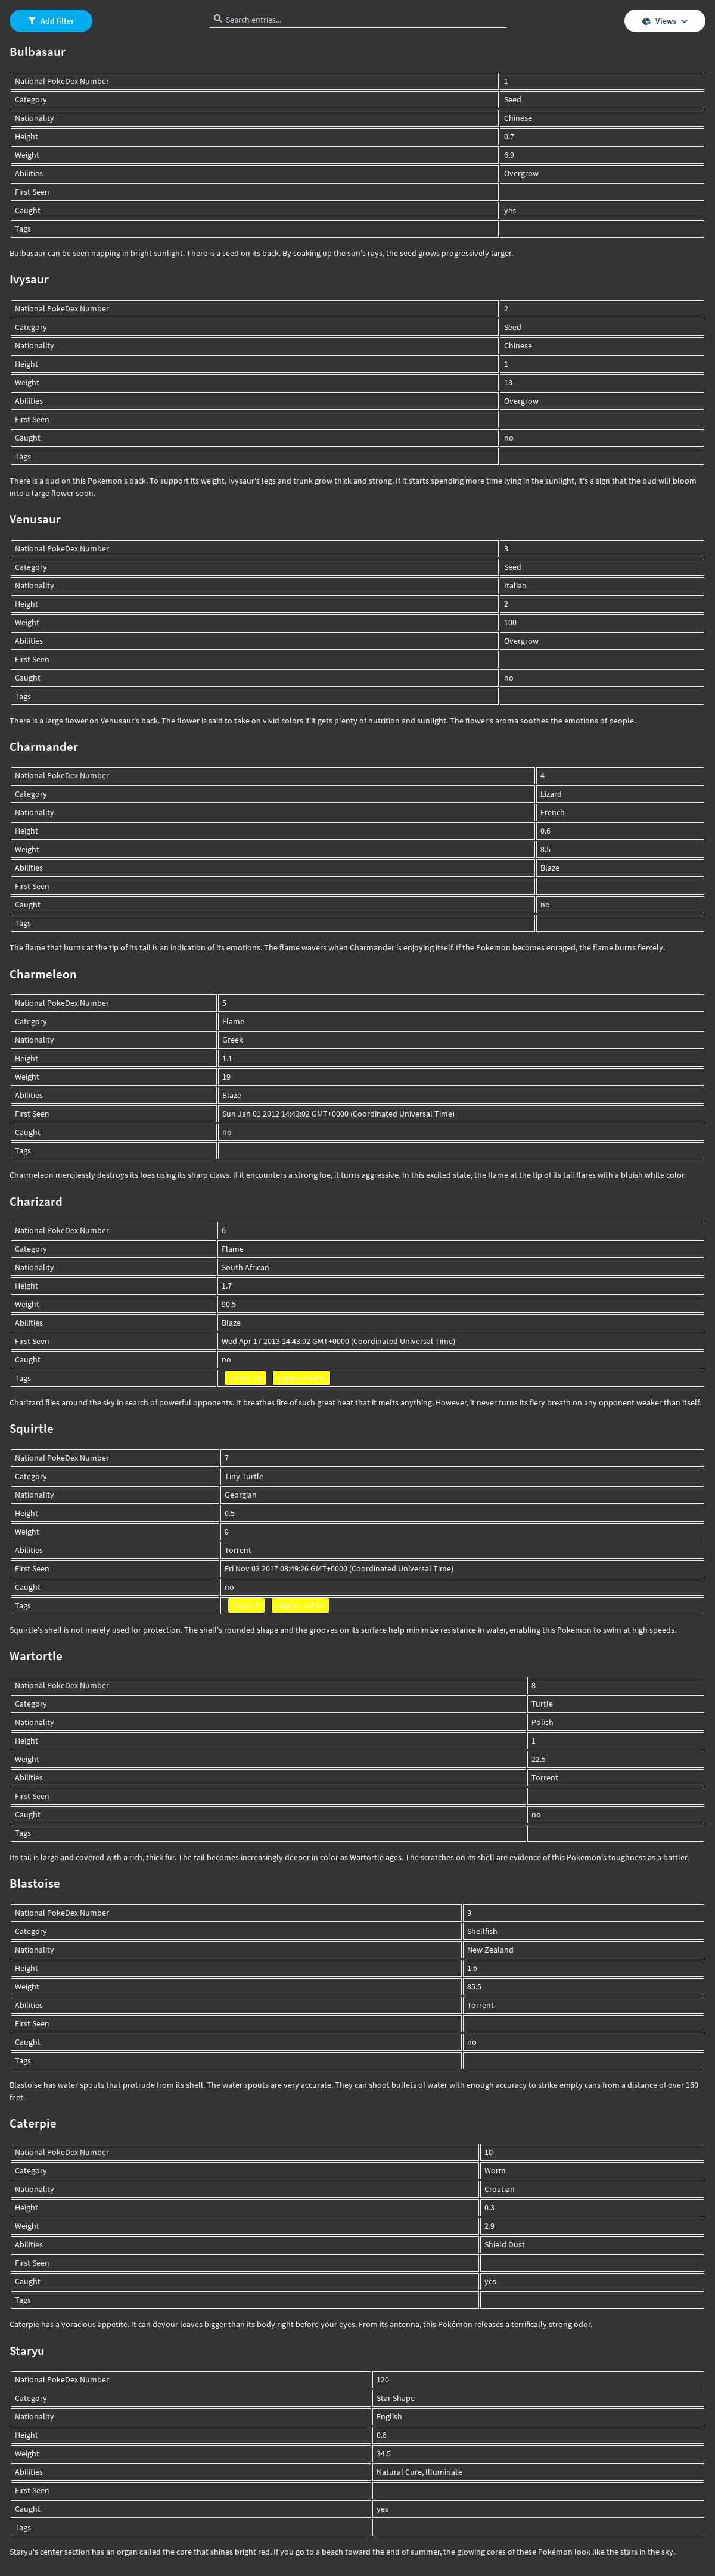 Add filter
Search entries...
Views
Bulbasaur
National PokeDex Number 1
Category Seed
Nationality Chinese
Height 0.7
Weight 6.9
Abilities Overgrow
First Seen
Caught yes
Tags
Bulbasaur can be seen napping in bright sunlight. There is a seed on its back. By soaking up the sun's rays, the seed grows progressively larger.
Ivysaur
National PokeDex Number 2
Category Seed
Nationality Chinese
Height 1
Weight 13
Abilities Overgrow
First Seen
Caught no
Tags
There is a bud on this Pokemon's back. To support its weight, Ivysaur's legs and trunk grow thick and strong. If it starts spending more time lying in the sunlight, it's a sign that the bud will bloom
into a large flower soon.
Venusaur
National PokeDex Number 3
Category Seed
Nationality Italian
Height 2
Weight 100
Abilities Overgrow
First Seen
Caught no
Tags
There is a large flower on Venusaur's back. The flower is said to take on vivid colors if it gets plenty of nutrition and sunlight. The flower's aroma soothes the emotions of people.
Charmander
National PokeDex Number 4
Category Lizard
Nationality French
Height 0.6
Weight 8.5
Abilities Blaze
First Seen
Caught no
Tags
The flame that burns at the tip of its tail is an indication of its emotions. The flame wavers when Charmander is enjoying itself. If the Pokemon becomes enraged, the flame burns fiercely.
Charmeleon
National PokeDex Number 5
Category Flame
Nationality Greek
Height 1.1
Weight 19
Abilities Blaze
First Seen Sun Jan 01 2012 14:43:02 GMT+0000 (Coordinated Universal Time)
Caught no
Tags
Charmeleon mercilessly destroys its foes using its sharp claws. If it encounters a strong foe, it turns aggressive. In this excited state, the flame at the tip of its tail flares with a bluish white color.
Charizard
National PokeDex Number 6
Category Flame
Nationality South African
Height 1.7
Weight 90.5
Abilities Blaze
First Seen Wed Apr 17 2013 14:43:02 GMT+0000 (Coordinated Universal Time)
Caught no
Tags
Charizard flies around the sky in search of powerful opponents. It breathes fire of such great heat that it melts anything. However, it never turns its fiery breath on any opponent weaker than itself.
Squirtle
National PokeDex Number 7
Category Tiny Turtle
Nationality Georgian
Height 0.5
Weight 9
Abilities Torrent
First Seen Fri Nov 03 2017 08:49:26 GMT+0000 (Coordinated Universal Time)
Caught no
Tags
Squirtle's shell is not merely used for protection. The shell's rounded shape and the grooves on its surface help minimize resistance in water, enabling this Pokemon to swim at high speeds.
Wartortle
National PokeDex Number 8
Category Turtle
Nationality Polish
Height 1
Weight 22.5
Abilities Torrent
First Seen
Caught no
Tags
Its tail is large and covered with a rich, thick fur. The tail becomes increasingly deeper in color as Wartortle ages. The scratches on its shell are evidence of this Pokemon's toughness as a battler.
Blastoise
National PokeDex Number 9
Category Shellfish
Nationality New Zealand
Height 1.6
Weight 85.5
Abilities Torrent
First Seen
Caught no
Tags
Blastoise has water spouts that protrude from its shell. The water spouts are very accurate. They can shoot bullets of water with enough accuracy to strike empty cans from a distance of over 160
feet.
Caterpie
National PokeDex Number 10
Category Worm
Nationality Croatian
Height 0.3
Weight 2.9
Abilities Shield Dust
First Seen
Caught yes
Tags
Caterpie has a voracious appetite. It can devour leaves bigger than its body right before your eyes. From its antenna, this Pokémon releases a terrifically strong odor.
Staryu
National PokeDex Number 120
Category Star Shape
Nationality English
Height 0.8
Weight 34.5
Abilities Natural Cure, Illuminate
First Seen
Caught yes
Tags
Staryu's center section has an organ called the core that shines bright red. If you go to a beach toward the end of summer, the glowing cores of these Pokémon look like the stars in the sky.